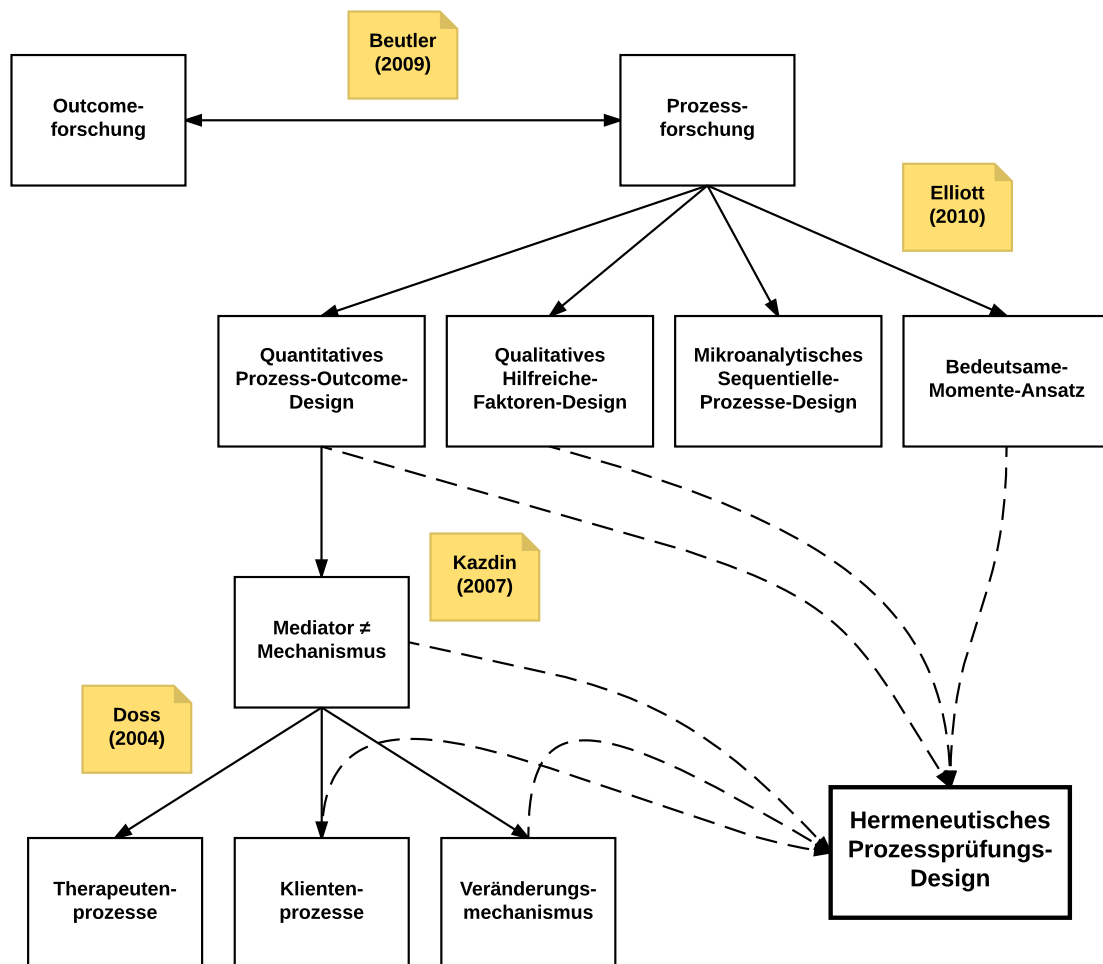 Beutler
(2009)
Outcome-
forschung
Prozess-
forschung
Elliott
(2010)
Quantitatives
Prozess-Outcome-
Design
Qualitatives
Hilfreiche-
Faktoren-Design
Mikroanalytisches
Sequentielle-
Prozesse-Design
Bedeutsame-
Momente-Ansatz
Kazdin
(2007)
Mediator ≠
Mechanismus
Doss
(2004)
Hermeneutisches
Prozessprüfungs-
Design
Therapeuten-
prozesse
Klienten-
prozesse
Veränderungs-
mechanismus